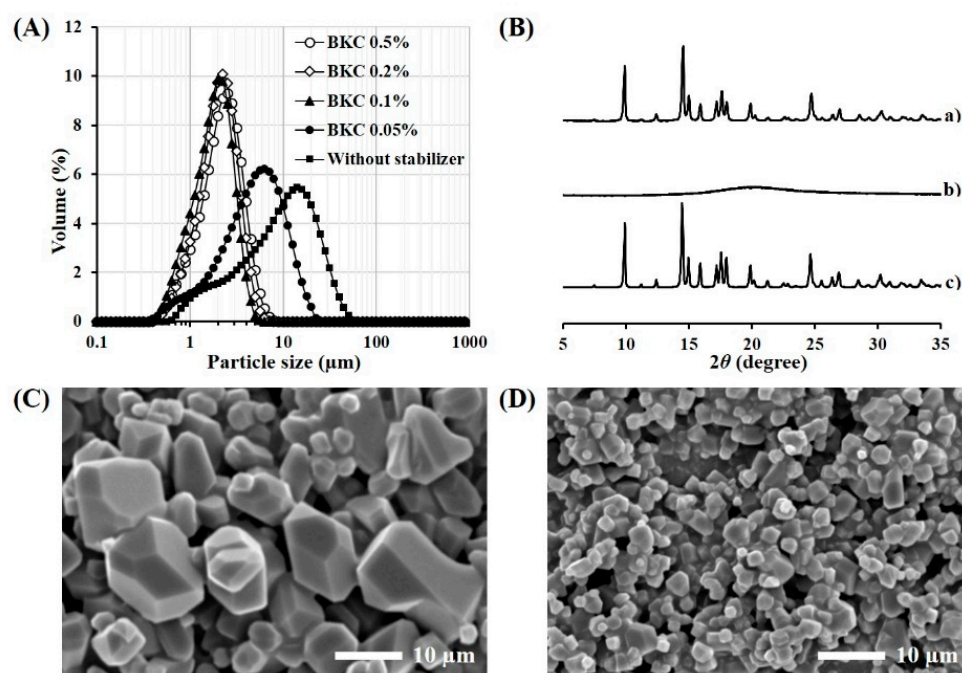 (A)
12
10
8
6
4
2
0
Volume (%)
0.1 1 10 100 1000
Particle size (µm)
BKC 0.5%
BKC 0.2%
BKC 0.1%
BKC 0.05%
Without stabilizer
(B)
a)
b)
c)
5 10 15 20 25 30 35
2θ (degree)
(C)
10 µm
(D)
10 µm